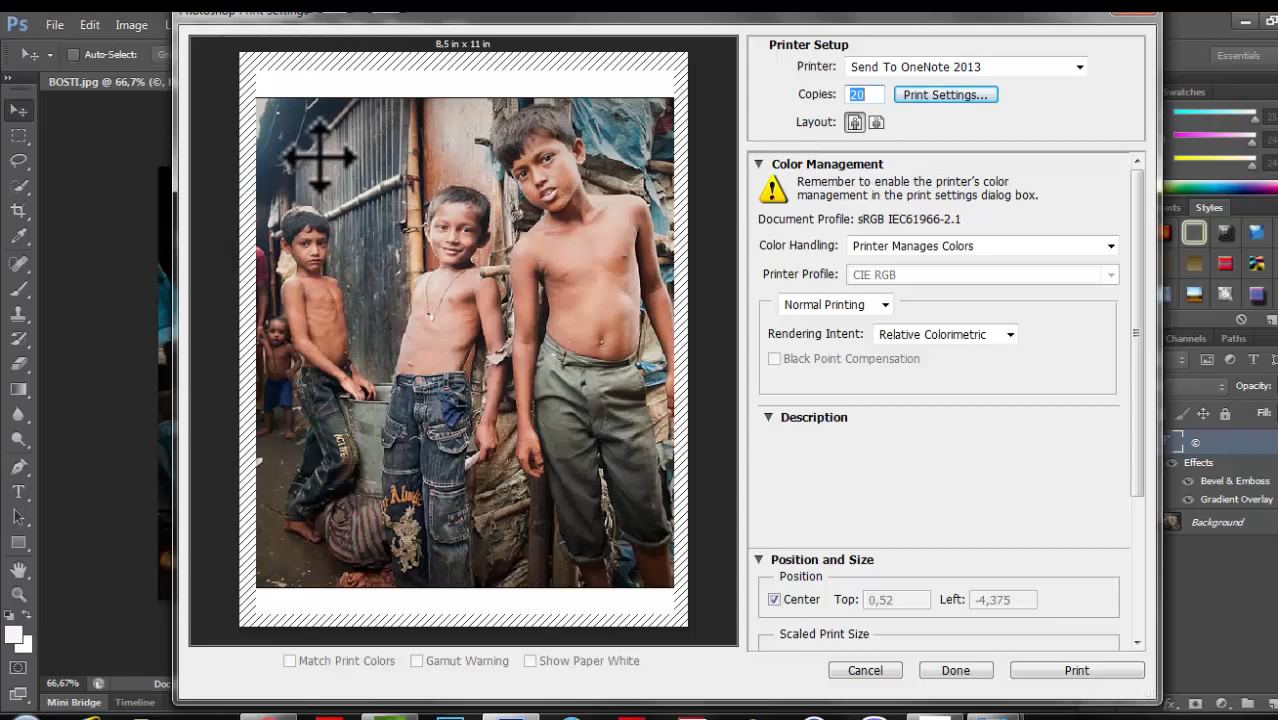 Photoshop Print Settings
Ps File Edit Image
Auto-Select:
Essentials
BOSTI.jpg @ 66,7% (©,
8,5 in x 11 in
Printer Setup
Printer: Send To OneNote 2013
Copies: 20 Print Settings...
Layout:
Swatches
Color Management
Remember to enable the printer's color
management in the print settings dialog box.
Document Profile: sRGB IEC61966-2.1
Styles
Color Handling: Printer Manages Colors
Printer Profile: CIE RGB
Normal Printing
Rendering Intent: Relative Colorimetric
Black Point Compensation
Channels Paths
Opacity:
Description
Fill:
©
Effects
Bevel & Emboss
Gradient Overlay
Background
Position and Size
Position
Center Top: 0,52 Left: -4,375
Scaled Print Size
Match Print Colors Gamut Warning Show Paper White
Cancel Done Print
66,67% Doc
Mini Bridge Timeline